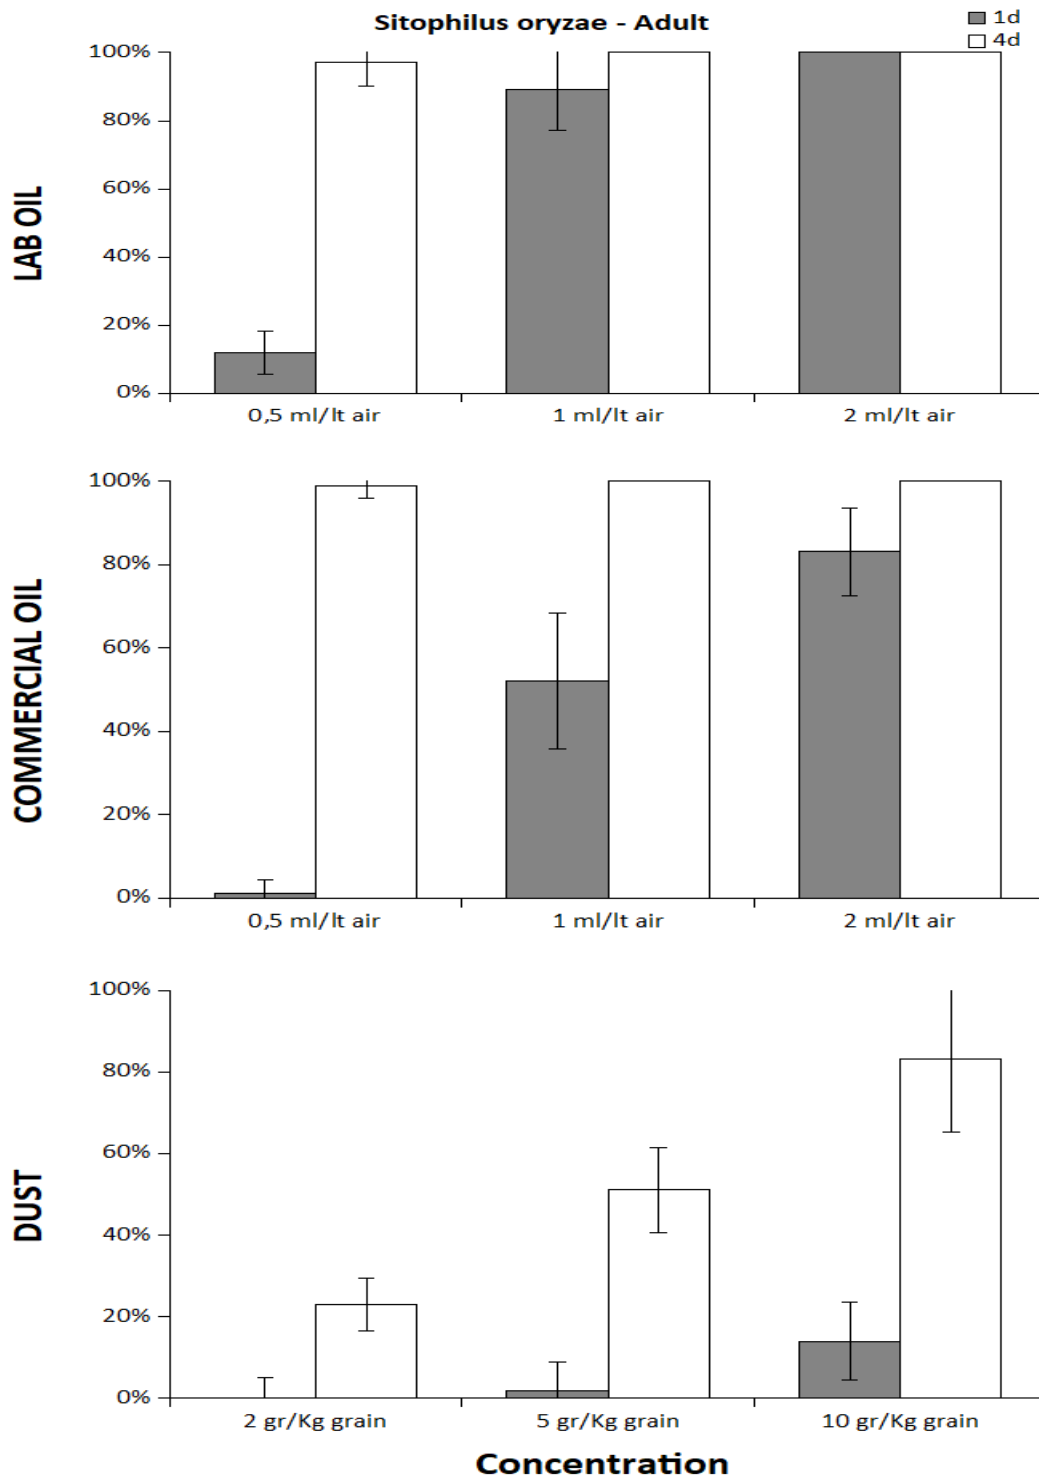 Sitophilus oryzae - Adult
1d
4d
LAB OIL
100%
80%
60%
40%
20%
0%
0,5 ml/lt air
1 ml/lt air
2 ml/lt air
COMMERCIAL OIL
100%
80%
60%
40%
20%
0%
0,5 ml/lt air
1 ml/lt air
2 ml/lt air
DUST
100%
80%
60%
40%
20%
0%
2 gr/Kg grain
5 gr/Kg grain
10 gr/Kg grain
Concentration